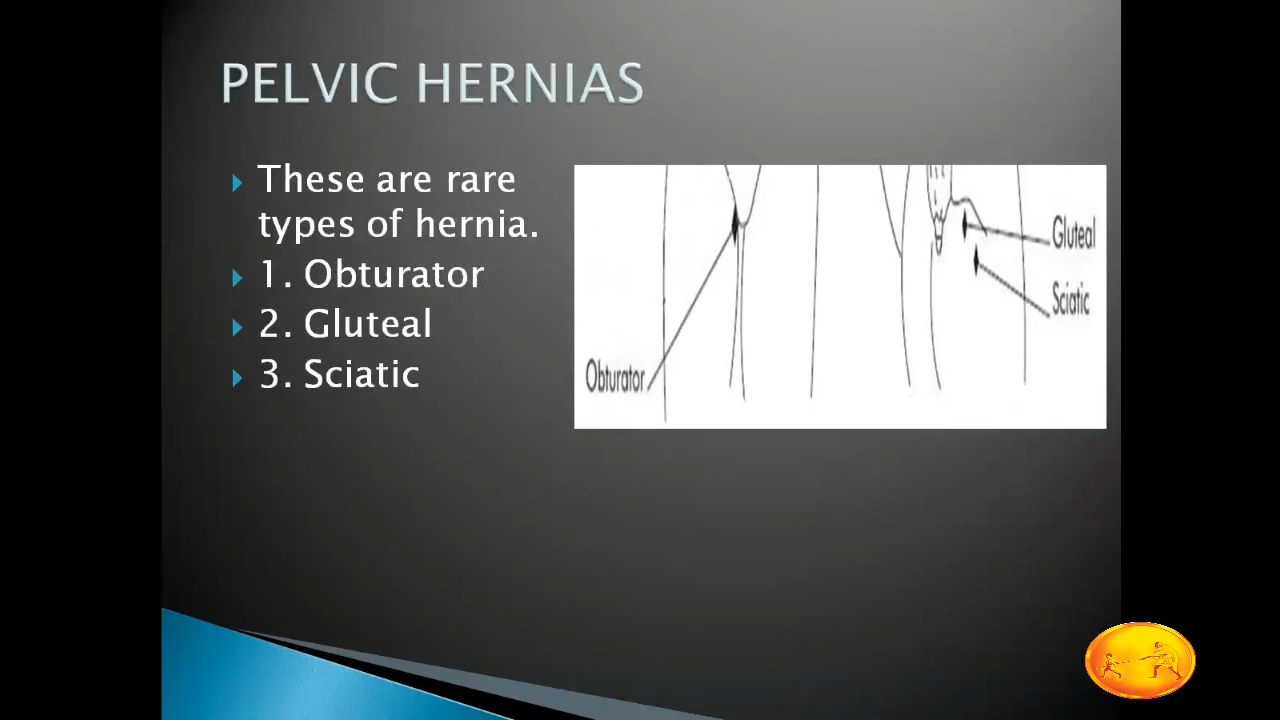 PELVIC HERNIAS
These are rare
types of hernia.
1. Obturator
2. Gluteal
3. Sciatic
Gluteal
Sciatic
Obturator